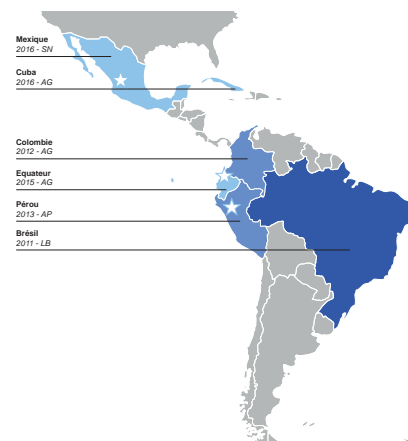 Mexique
2016 - SN
Cuba
2016 - AG
Colombie
2012 - AG
Equateur
2015 - AG
Pérou
2013 - AP
Brésil
2011 - LB